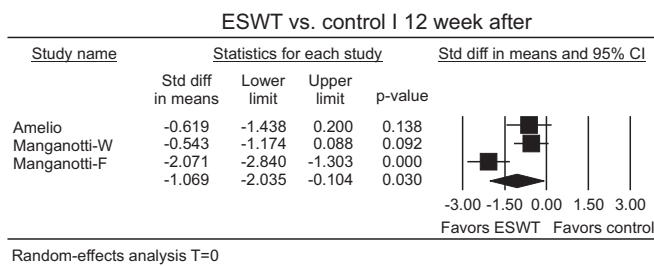 ESWT vs. control I 12 week after
Study name Statistics for each study Std diff in means and 95% CI
Std diff in means Lower limit Upper limit p-value
Amelio -0.619 -1.438 0.200 0.138
Manganotti-W -0.543 -1.174 0.088 0.092
Manganotti-F -2.071 -2.840 -1.303 0.000
-1.069 -2.035 -0.104 0.030
-3.00 -1.50 0.00 1.50 3.00
Favors ESWT Favors control
Random-effects analysis T=0